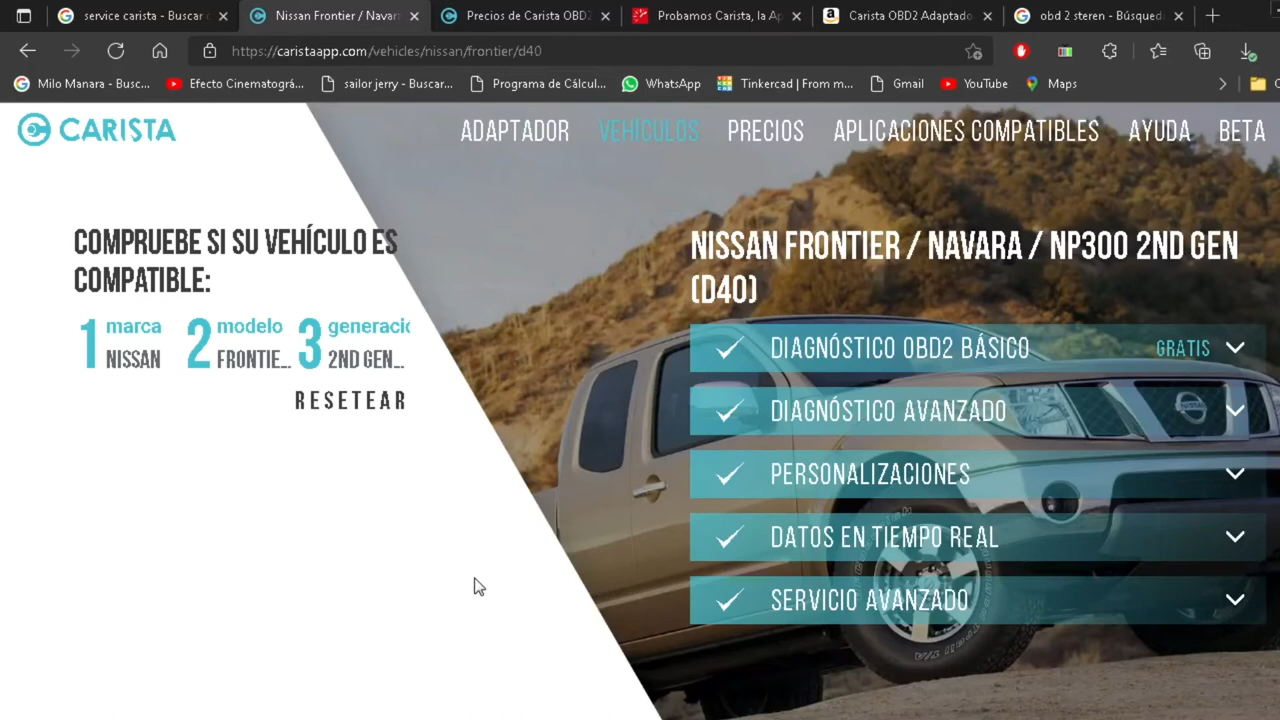 service carista - Buscar c
Nissan Frontier / Navar
Precios de Carista OBD2
Probamos Carista, la Ap
Carista OBD2 Adaptado
obd 2 steren - Búsqued
https://caristaapp.com/vehicles/nissan/frontier/d40
Milo Manara - Busc...
Efecto Cinematográ...
sailor jerry - Buscar...
Programa de Cálcul...
WhatsApp
Tinkercad | From m...
Gmail
YouTube
Maps
CARISTA
ADAPTADOR
VEHÍCULOS
PRECIOS
APLICACIONES COMPATIBLES
AYUDA
BETA
COMPRUEBE SI SU VEHÍCULO ES
COMPATIBLE:
1 marca
NISSAN
2 modelo
FRONTIE...
3 generació
2ND GEN...
RESETEAR
NISSAN FRONTIER / NAVARA / NP300 2ND GEN
(D40)
DIAGNÓSTICO OBD2 BÁSICO GRATIS
DIAGNÓSTICO AVANZADO
PERSONALIZACIONES
DATOS EN TIEMPO REAL
SERVICIO AVANZADO